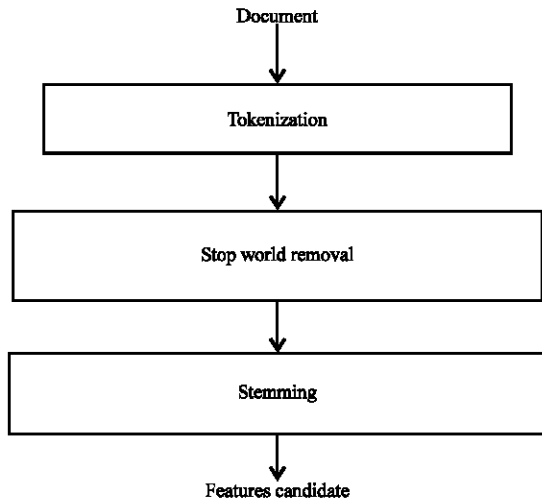 Document
Tokenization
Stop world removal
Stemming
Features candidate